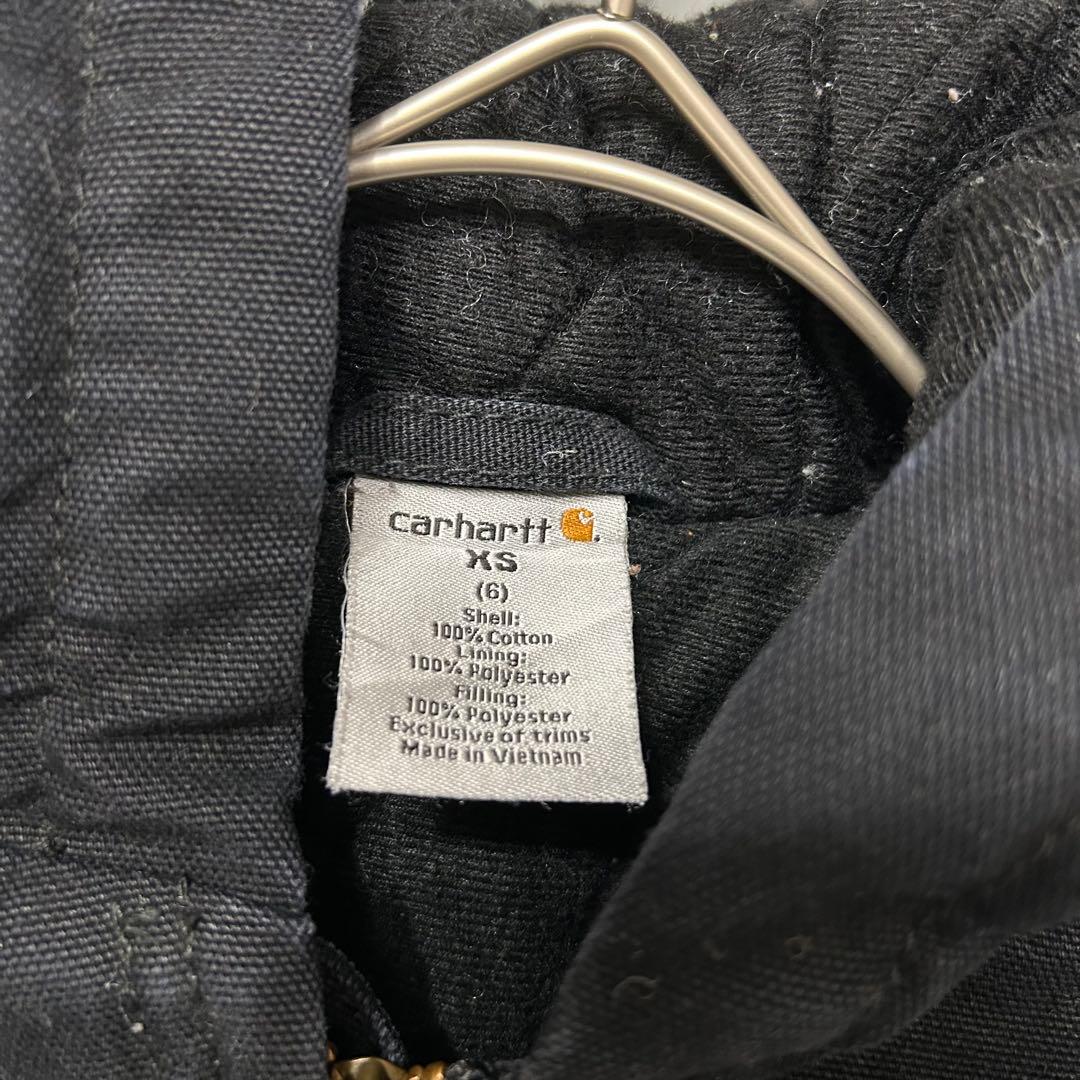 carhartt
XS
(6)
Shell:
100% Cotton
Lining:
100% Polyester
Filling:
100% Polyester
Exclusive of trims
Made in Vietnam